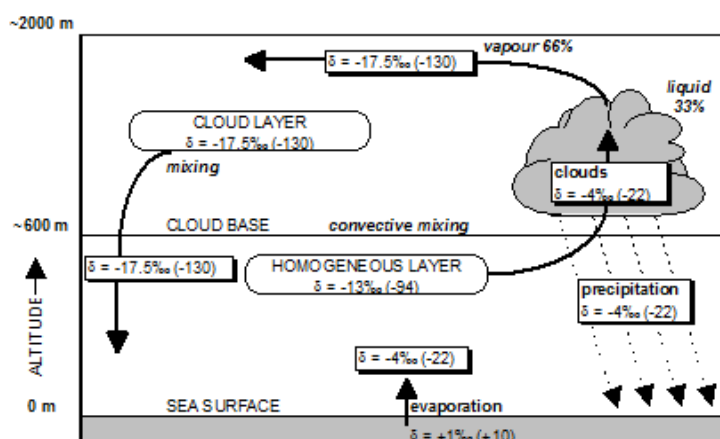 ~2000 m
vapour 66%
δ = -17.5‰ (-130)
liquid
33%
CLOUD LAYER
δ = -17.5‰ (-130)
mixing
clouds
δ = -4‰ (-22)
~600 m
CLOUD BASE
convective mixing
δ = -17.5‰ (-130)
HOMOGENEOUS LAYER
δ = -13‰ (-94)
precipitation
δ = -4‰ (-22)
ALTITUDE
δ = -4‰ (-22)
0 m
SEA SURFACE
evaporation
δ = +1‰ (+10)